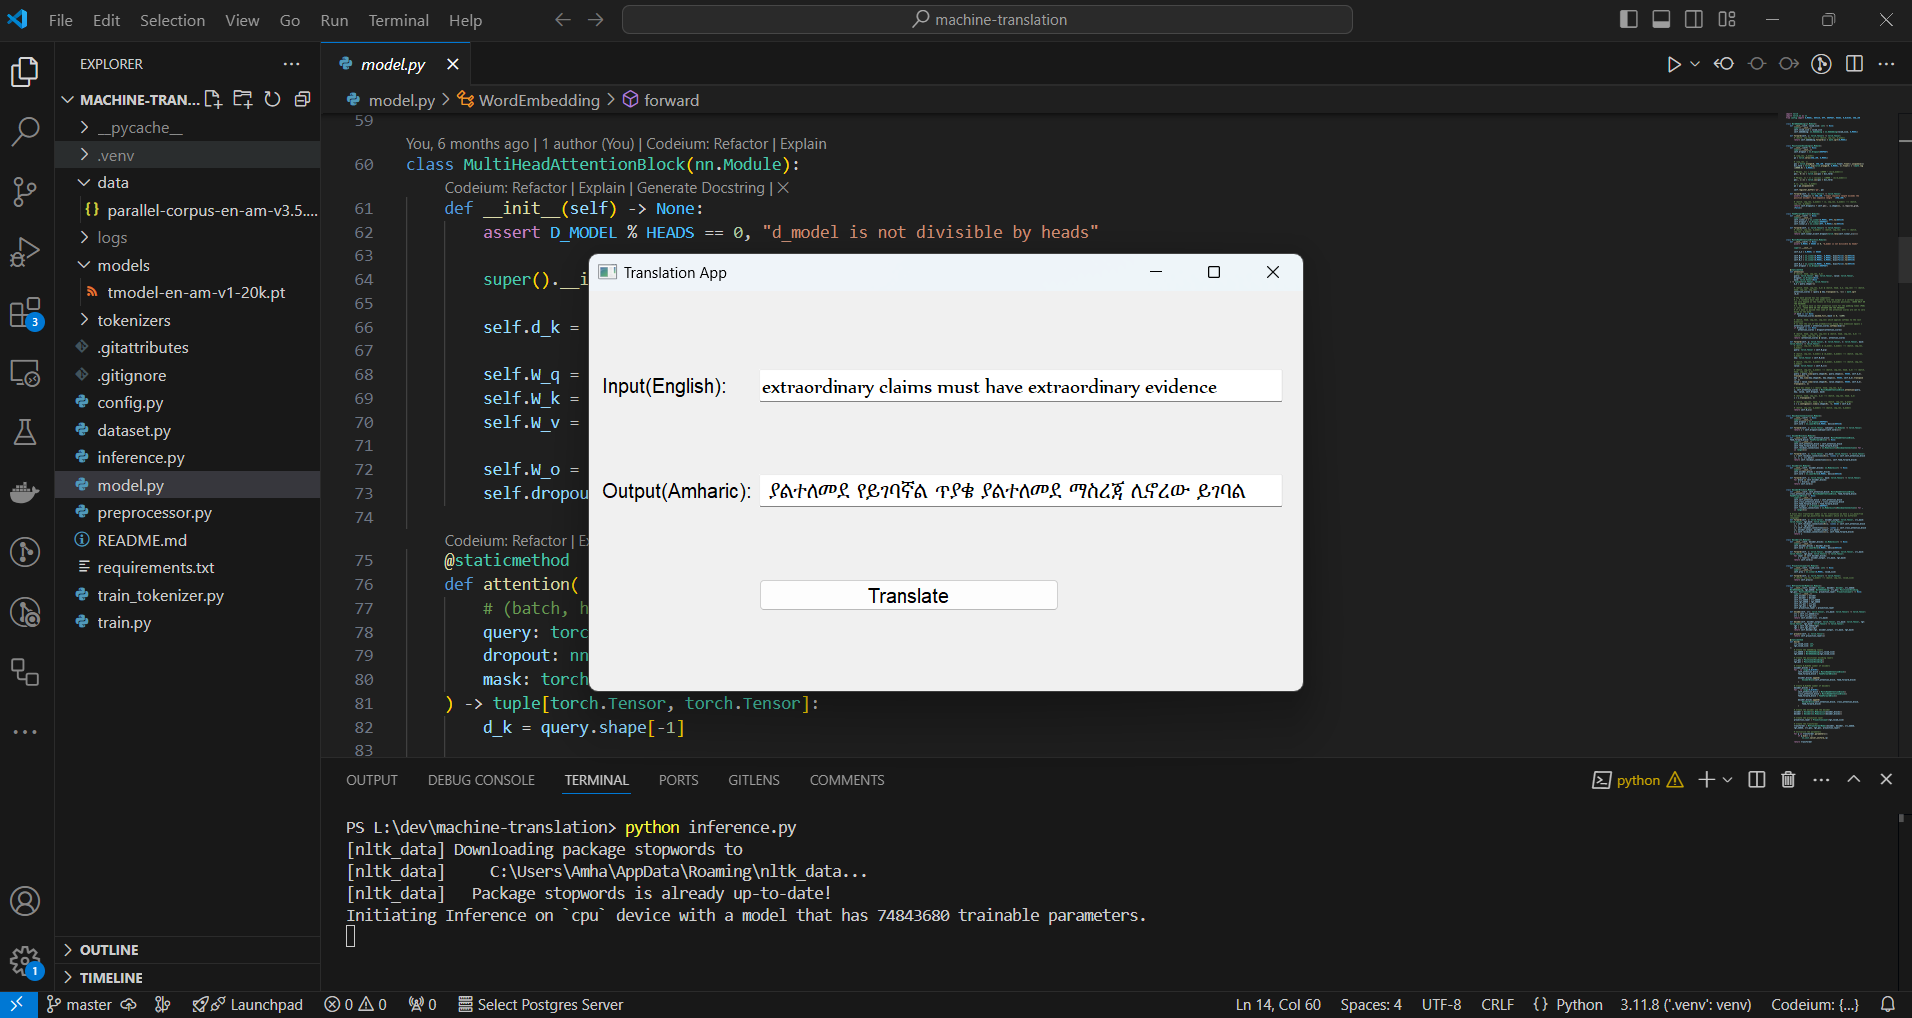 File Edit Selection View Go Run Terminal Help
machine-translation
EXPLORER
MACHINE-TRAN...
__pycache__
.venv
data
parallel-corpus-en-am-v3.5....
logs
models
tmodel-en-am-v1-20k.pt
tokenizers
.gitattributes
.gitignore
config.py
dataset.py
inference.py
model.py
preprocessor.py
README.md
requirements.txt
train_tokenizer.py
train.py
OUTLINE
TIMELINE
3
1
model.py
model.py > WordEmbedding > forward
59
You, 6 months ago | 1 author (You) | Codeium: Refactor | Explain
60 class MultiHeadAttentionBlock(nn.Module):
Codeium: Refactor | Explain | Generate Docstring | X
61 def __init__(self) -> None:
62 assert D_MODEL % HEADS == 0, "d_model is not divisible by heads"
63
64 super().__i
65
66 self.d_k =
67
68 self.W_q =
69 self.W_k =
70 self.W_v =
71
72 self.W_o =
73 self.dropou
74
Codeium: Refactor | E
75 @staticmethod
76 def attention(
77 # (batch, h
78 query: torc
79 dropout: nn
80 mask: torch
81 ) -> tuple[torch.Tensor, torch.Tensor]:
82 d_k = query.shape[-1]
83
Translation App
Input(English): extraordinary claims must have extraordinary evidence
Output(Amharic): ያልተለመደ የይገባኛል ጥያቄ ያልተለመደ ማስረጃ ሊኖረው ይገባል
Translate
OUTPUT DEBUG CONSOLE TERMINAL PORTS GITLENS COMMENTS
python
PS L:\dev\machine-translation> python inference.py
[nltk_data] Downloading package stopwords to
[nltk_data] C:\Users\Amha\AppData\Roaming\nltk_data...
[nltk_data] Package stopwords is already up-to-date!
Initiating Inference on `cpu` device with a model that has 74843680 trainable parameters.
master Launchpad 0 0 0 Select Postgres Server Ln 14, Col 60 Spaces: 4 UTF-8 CRLF {} Python 3.11.8 ('.venv': venv) Codeium: {...}